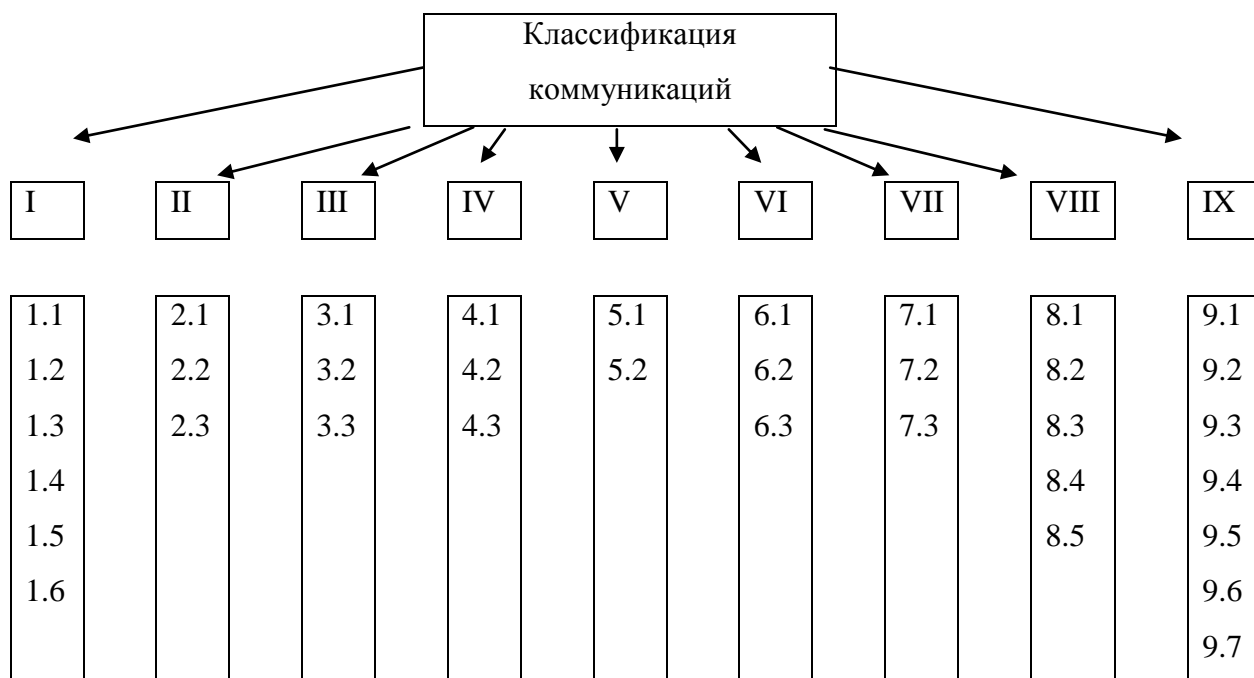 Классификация
коммуникаций
I II III IV V VI VII VIII IX
1.1 2.1 3.1 4.1 5.1 6.1 7.1 8.1 9.1
1.2 2.2 3.2 4.2 5.2 6.2 7.2 8.2 9.2
1.3 2.3 3.3 4.3 6.3 7.3 8.3 9.3
1.4 8.4 9.4
1.5 8.5 9.5
1.6 9.6
9.7